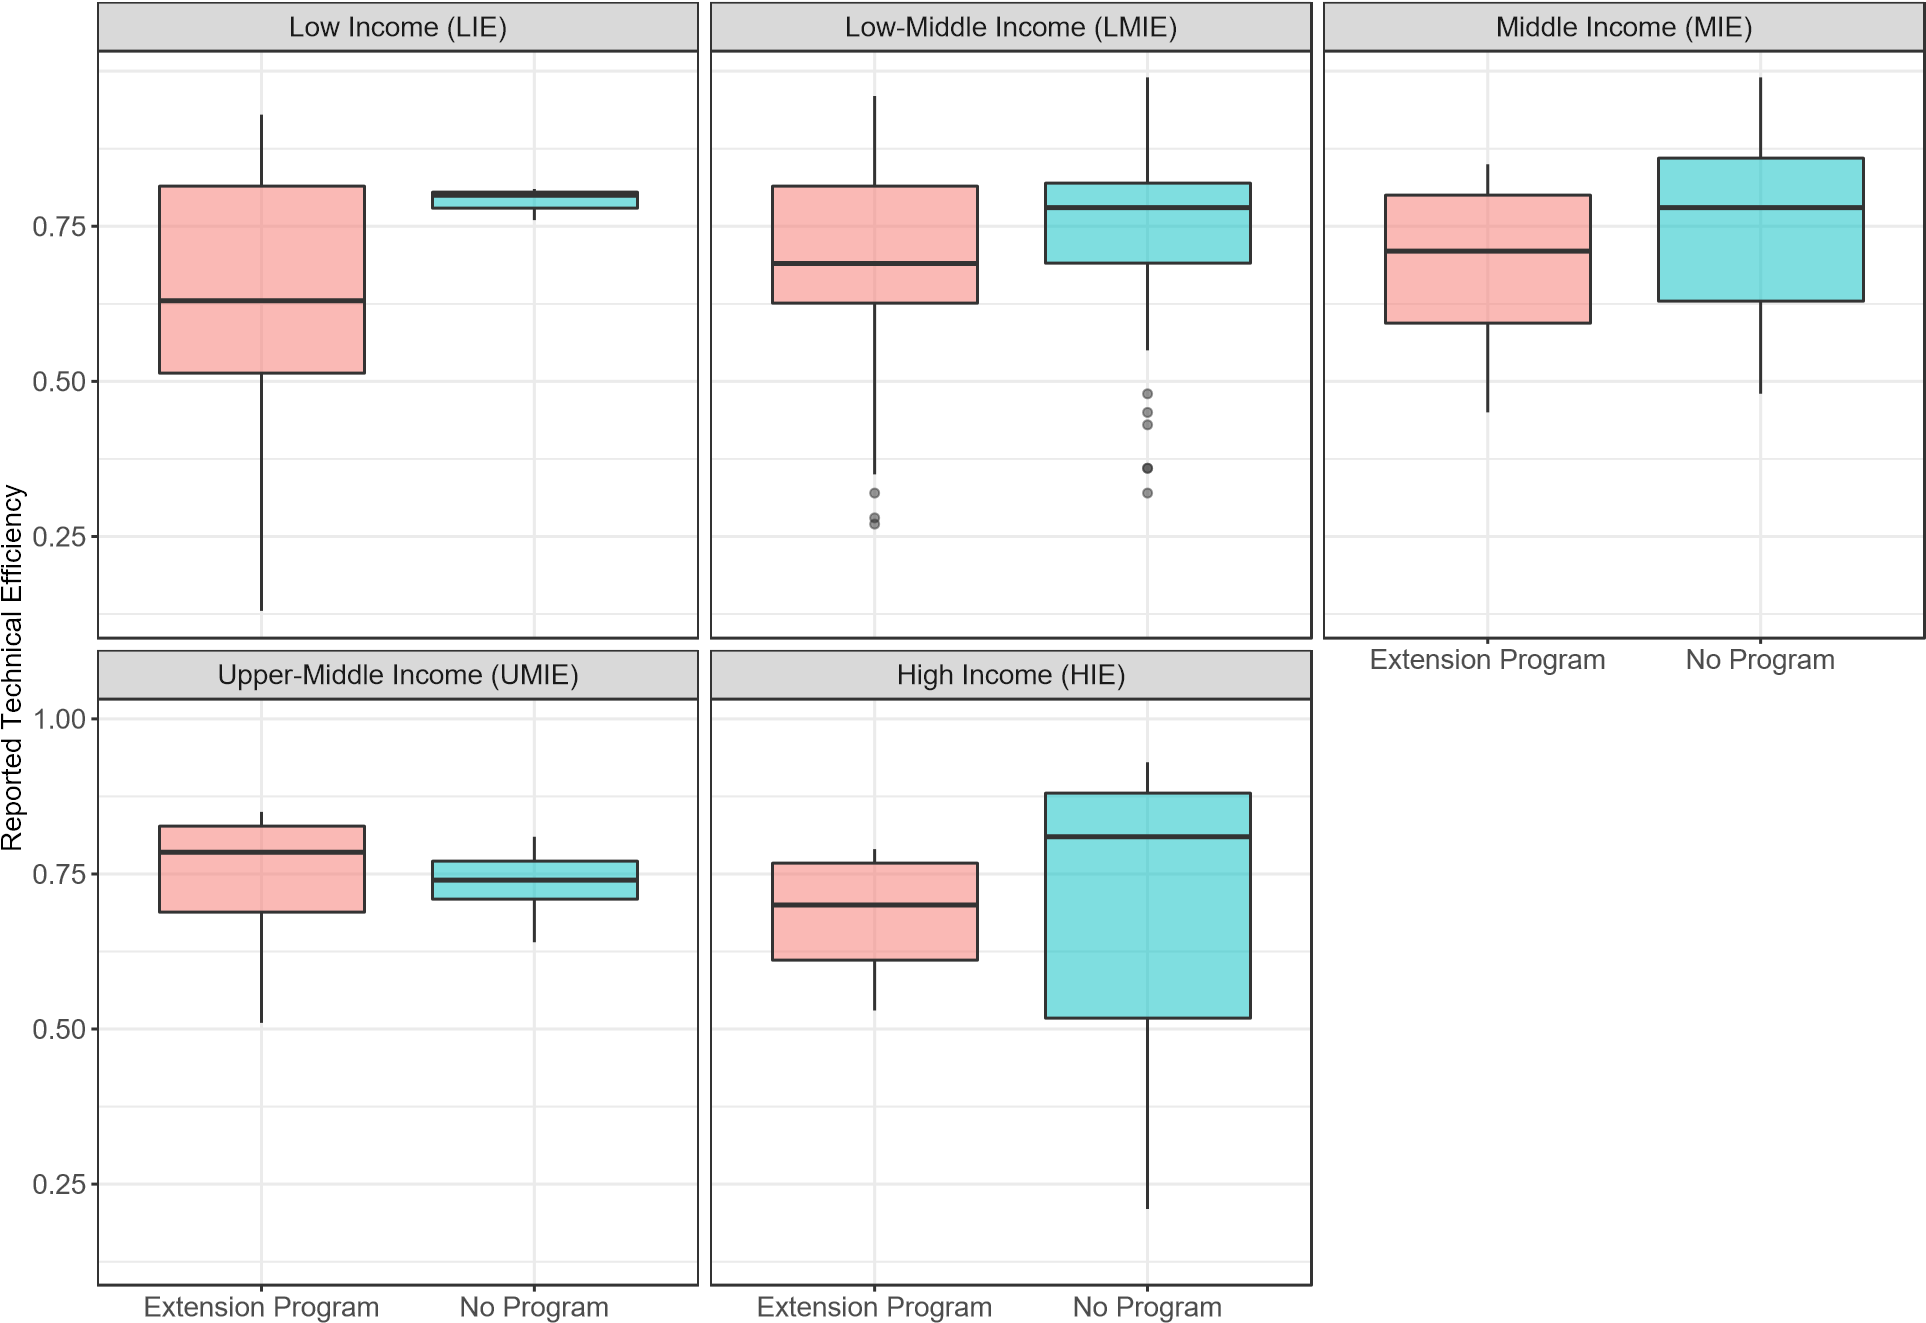 Low Income (LIE)
Low-Middle Income (LMIE)
Middle Income (MIE)
0.75
0.50
0.25
Extension Program
No Program
Reported Technical Efficiency
Upper-Middle Income (UMIE)
High Income (HIE)
1.00
0.75
0.50
0.25
Extension Program
No Program
Extension Program
No Program